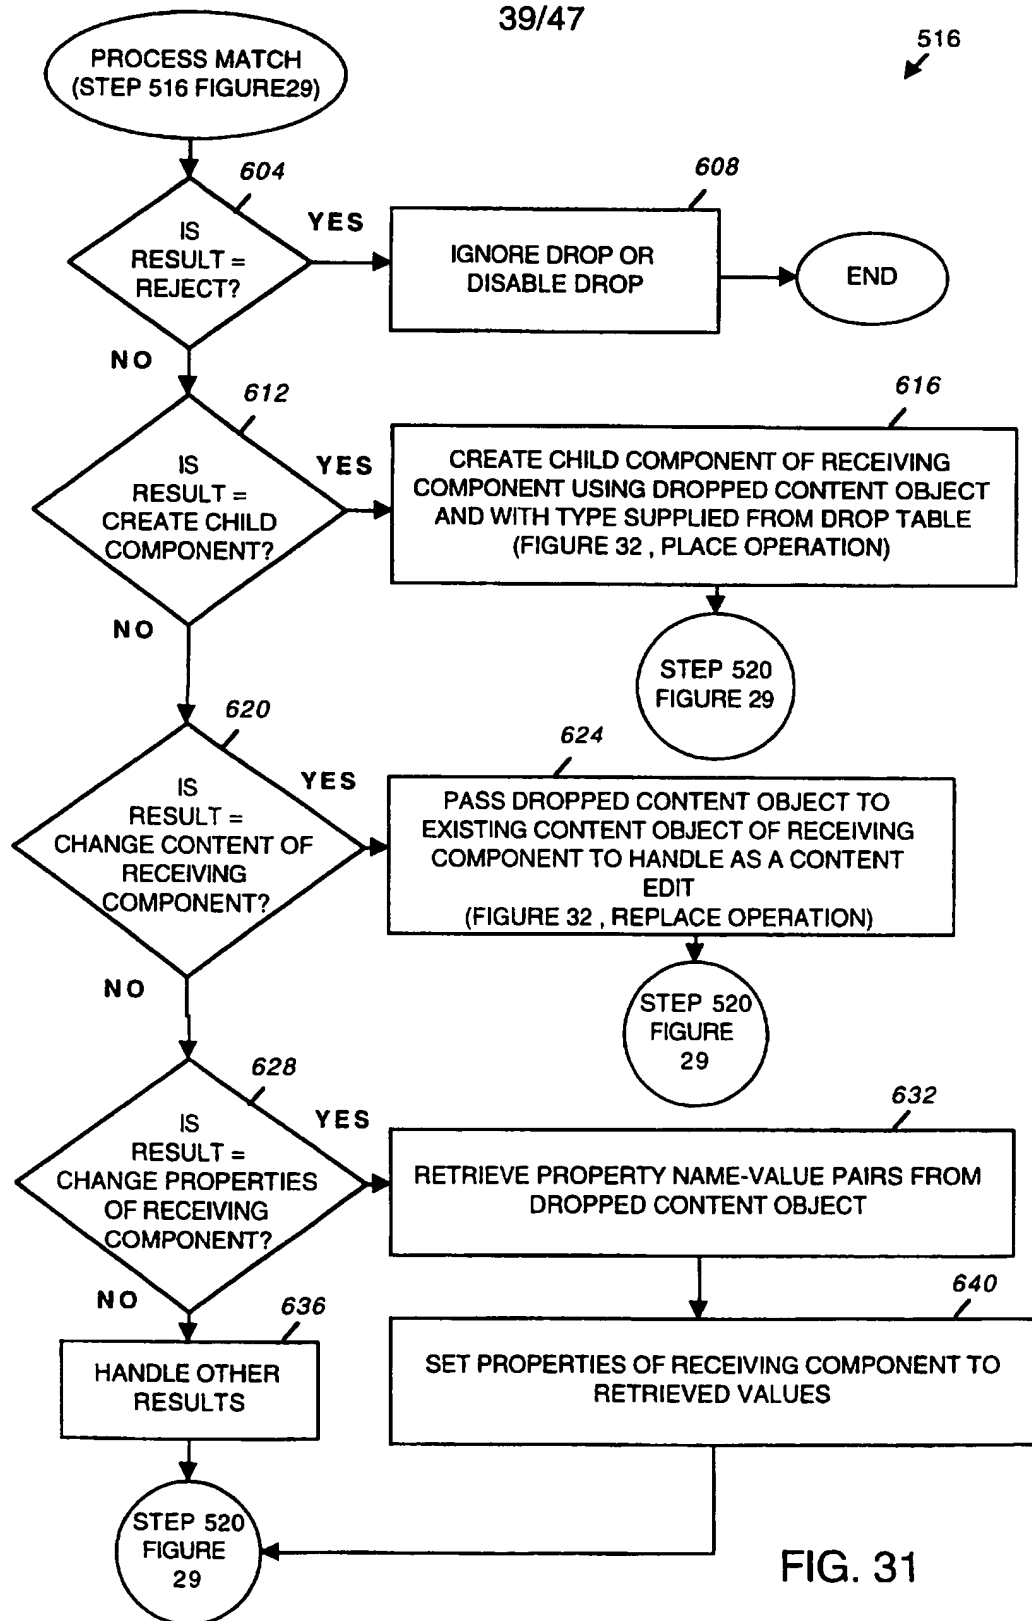 39/47
516
PROCESS MATCH
(STEP 516 FIGURE29)
604
IS
RESULT =
REJECT?
YES
608
IGNORE DROP OR
DISABLE DROP
END
NO
612
IS
RESULT =
CREATE CHILD
COMPONENT?
YES
616
CREATE CHILD COMPONENT OF RECEIVING
COMPONENT USING DROPPED CONTENT OBJECT
AND WITH TYPE SUPPLIED FROM DROP TABLE
(FIGURE 32 , PLACE OPERATION)
STEP 520
FIGURE 29
NO
620
IS
RESULT =
CHANGE CONTENT OF
RECEIVING
COMPONENT?
YES
624
PASS DROPPED CONTENT OBJECT TO
EXISTING CONTENT OBJECT OF RECEIVING
COMPONENT TO HANDLE AS A CONTENT
EDIT
(FIGURE 32 , REPLACE OPERATION)
STEP 520
FIGURE
29
NO
628
IS
RESULT =
CHANGE PROPERTIES
OF RECEIVING
COMPONENT?
YES
632
RETRIEVE PROPERTY NAME-VALUE PAIRS FROM
DROPPED CONTENT OBJECT
640
SET PROPERTIES OF RECEIVING COMPONENT TO
RETRIEVED VALUES
NO
636
HANDLE OTHER
RESULTS
STEP 520
FIGURE
29
FIG. 31